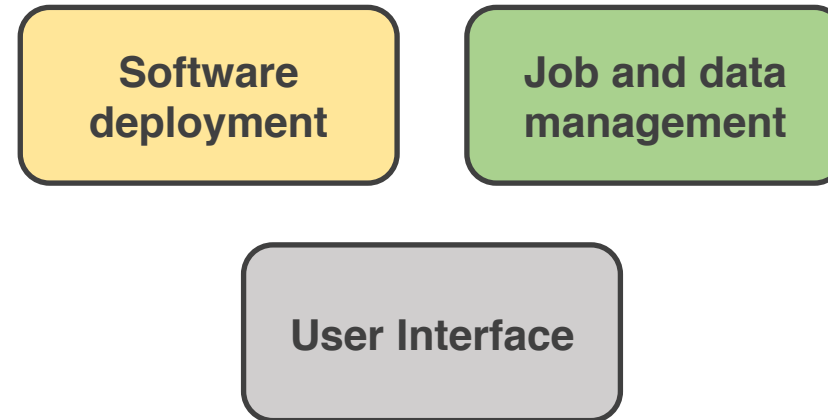 Software
deployment
Job and data
management
User Interface